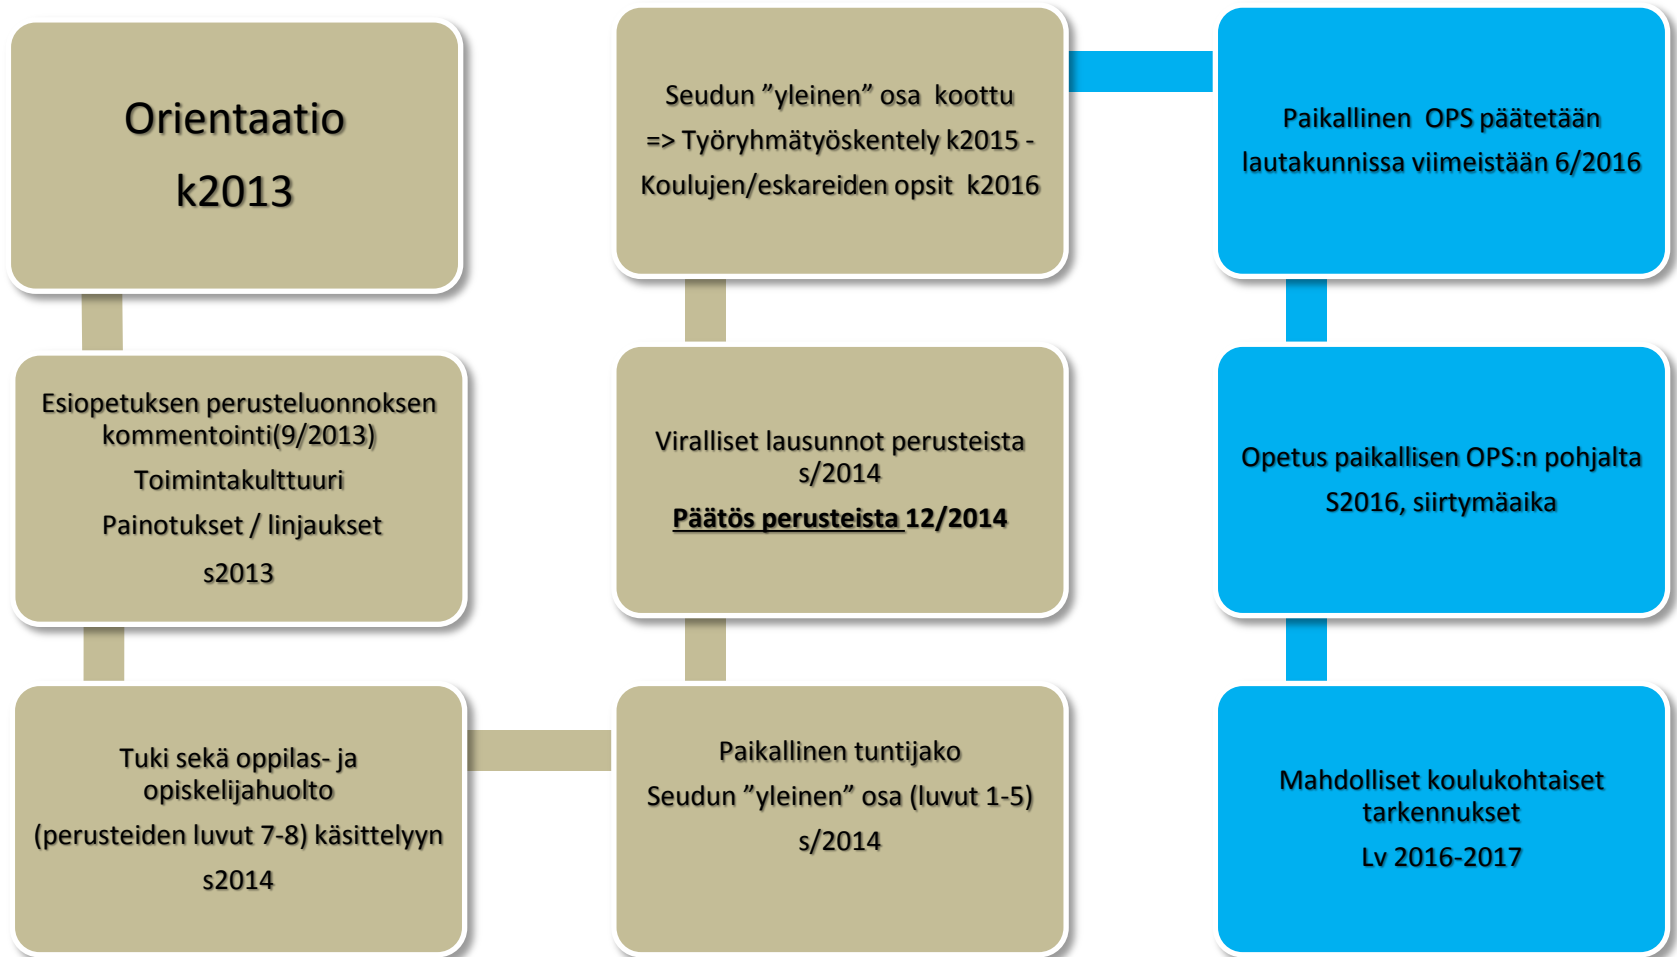 Orientaatio
k2013
Esiopetuksen perusteluonnoksen
kommentointi(9/2013)
Toimintakulttuuri
Painotukset / linjaukset
s2013
Tuki sekä oppilas- ja
opiskelijahuolto
(perusteiden luvut 7-8) käsittelyyn
s2014
Paikallinen tuntijako
Seudun ”yleinen” osa (luvut 1-5)
s/2014
Viralliset lausunnot perusteista
s/2014
Päätös perusteista 12/2014
Seudun ”yleinen” osa koottu
=> Työryhmätyöskentely k2015 -
Koulujen/eskareiden opsit k2016
Paikallinen OPS päätetään
lautakunnissa viimeistään 6/2016
Opetus paikallisen OPS:n pohjalta
S2016, siirtymäaika
Mahdolliset koulukohtaiset
tarkennukset
Lv 2016-2017